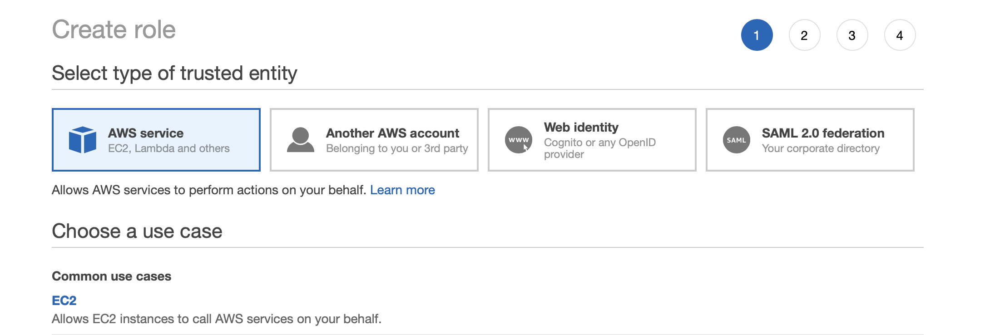 Create role
1 2 3 4
Select type of trusted entity
AWS service
EC2, Lambda and others
Another AWS account
Belonging to you or 3rd party
WWW
Web identity
Cognito or any OpenID
provider
SAML
SAML 2.0 federation
Your corporate directory
Allows AWS services to perform actions on your behalf. Learn more
Choose a use case
Common use cases
EC2
Allows EC2 instances to call AWS services on your behalf.